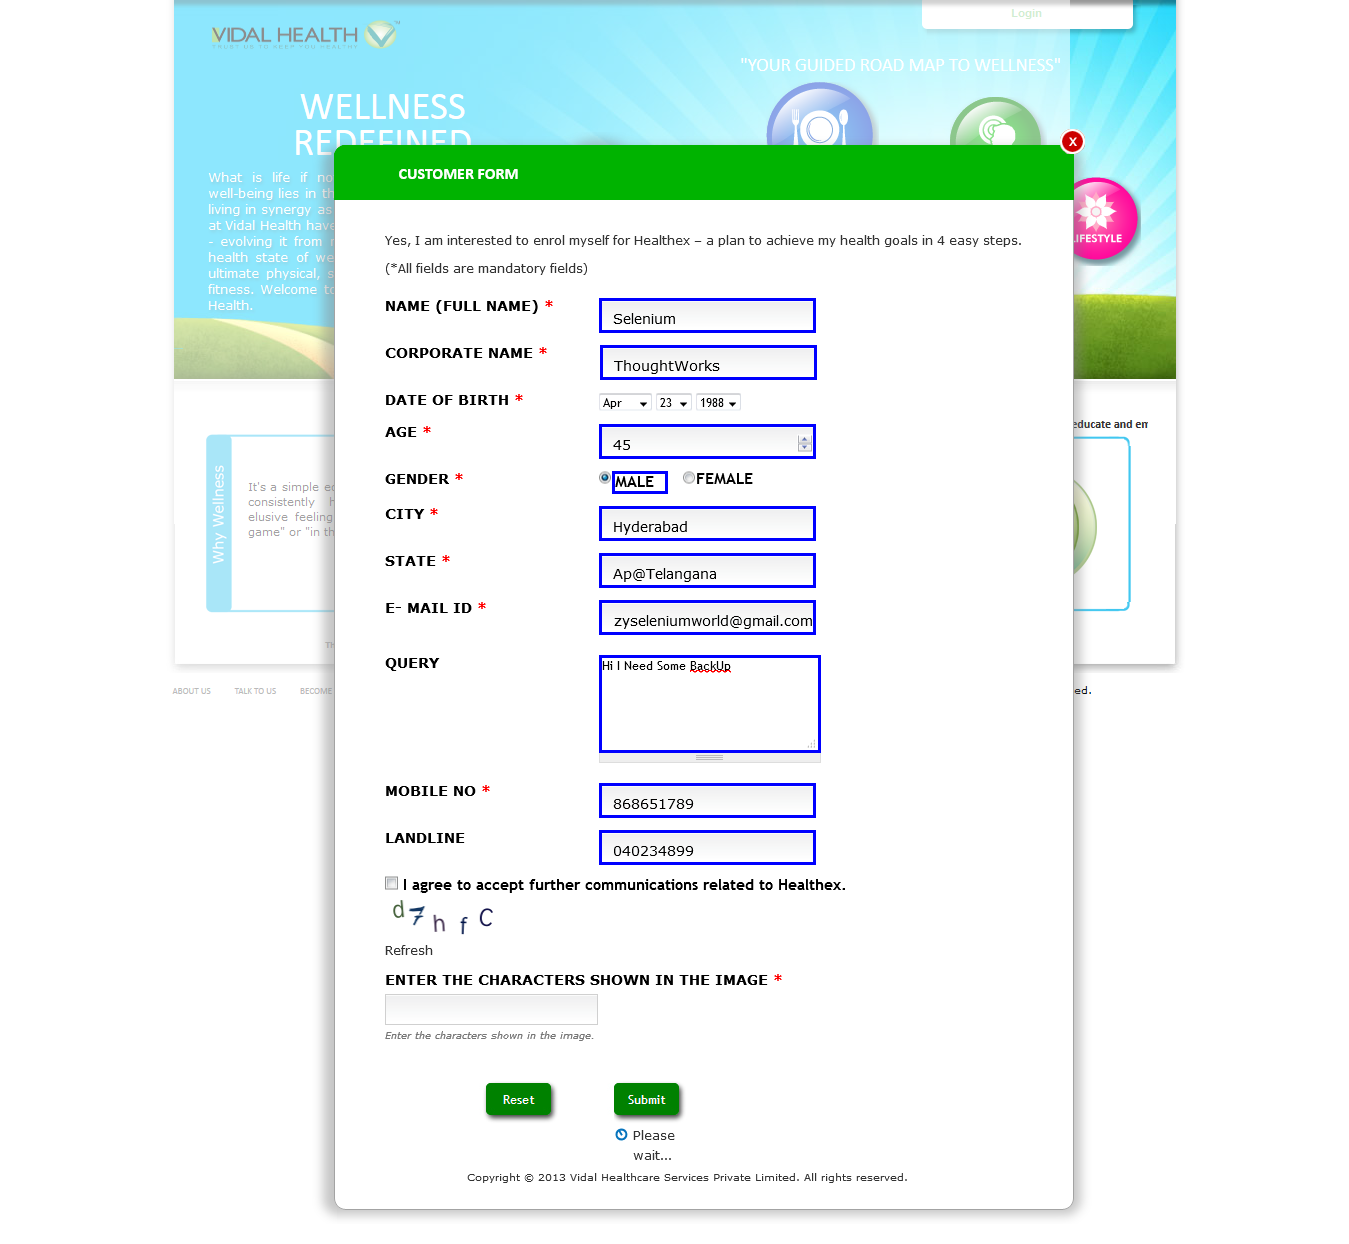 Login
VIDAL HEALTH
TRUST US TO KEEP YOU HEALTHY
"YOUR GUIDED ROAD MAP TO WELLNESS"
WELLNESS
REDEFINED
X
CUSTOMER FORM
What is life if no
well-being lies in th
living in synergy as
at Vidal Health have
- evolving it from
health state of we
ultimate physical, s
fitness. Welcome to
Health.
LIFESTYLE
Yes, I am interested to enrol myself for Healthex – a plan to achieve my health goals in 4 easy steps.
(*All fields are mandatory fields)
NAME (FULL NAME) * Selenium
CORPORATE NAME * ThoughtWorks
DATE OF BIRTH * Apr 23 1988
educate and em
AGE * 45
GENDER * MALE FEMALE
Why Wellness
It's a simple
consistently
elusive feeling
game" or "in th
CITY * Hyderabad
STATE * Ap@Telangana
E- MAIL ID * zyseleniumworld@gmail.com
QUERY Hi I Need Some BackUp
ABOUT US TALK TO US BECOME
ed.
MOBILE NO * 868651789
LANDLINE 040234899
I agree to accept further communications related to Healthex.
d7hfC
Refresh
ENTER THE CHARACTERS SHOWN IN THE IMAGE *
Enter the characters shown in the image.
Reset Submit
Please
wait...
Copyright © 2013 Vidal Healthcare Services Private Limited. All rights reserved.